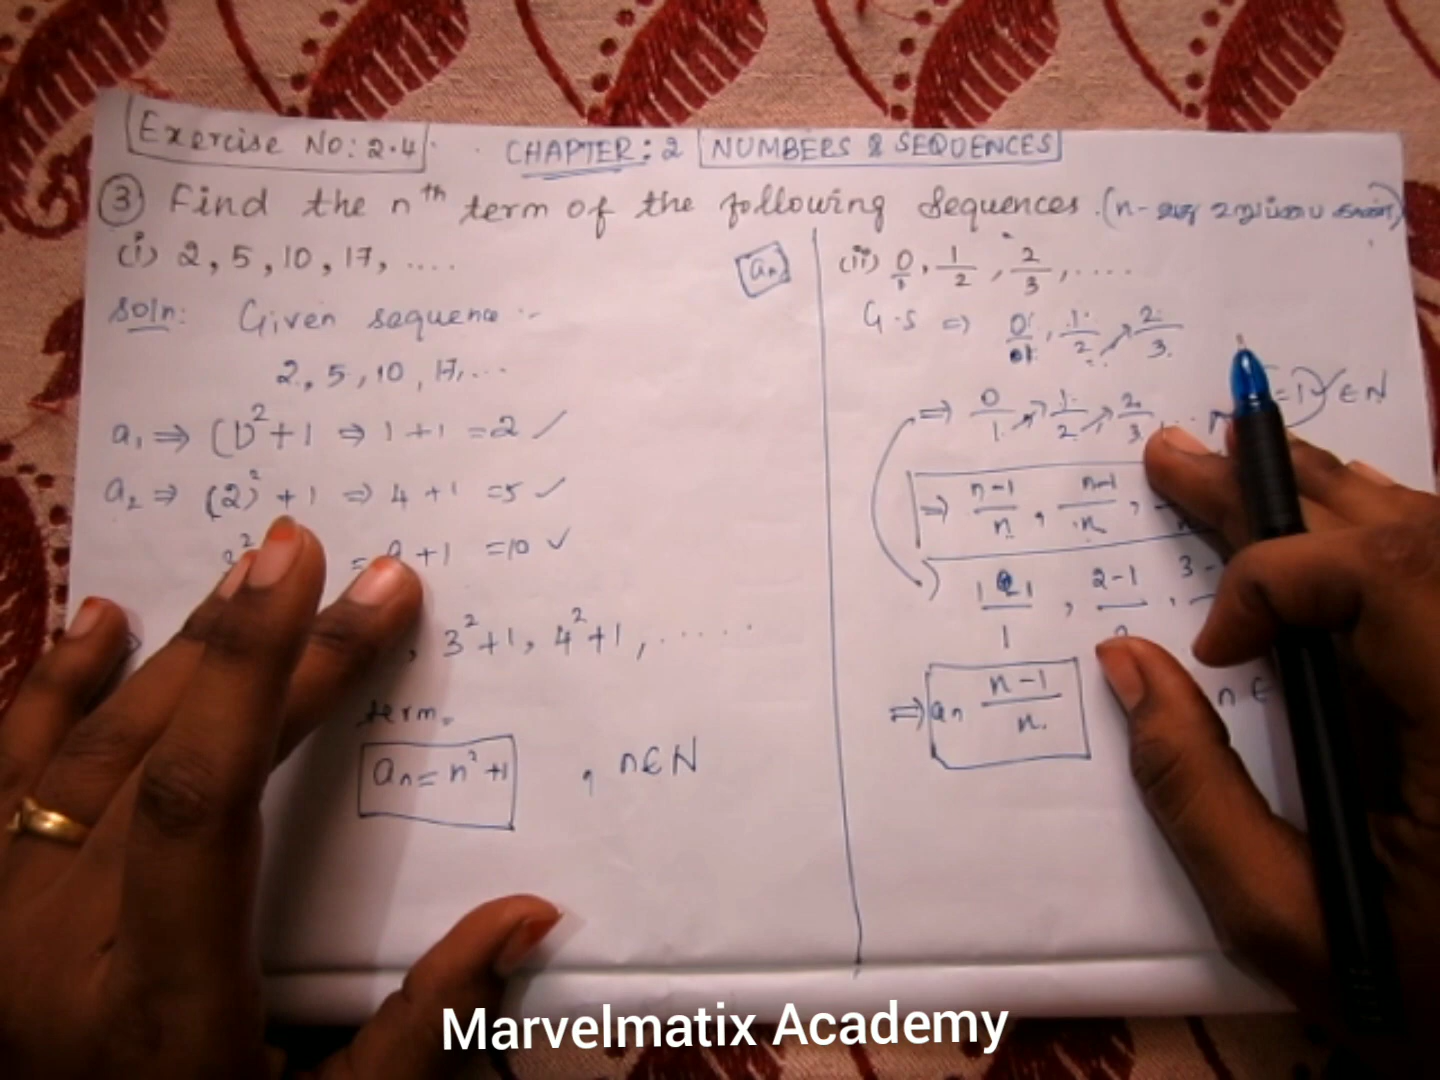 Exercise No: 2.4 CHAPTER: 2 NUMBERS & SEQUENCES
③ Find the nth term of the following sequences. (n-வது உறுப்பை காண்)
(i) 2, 5, 10, 17, ....
an
Soln: Given sequence :-
2, 5, 10, 17, ...
a₁ ⇒ (1)² + 1 ⇒ 1 + 1 = 2 ✓
a₂ ⇒ (2)² + 1 ⇒ 4 + 1 = 5 ✓
+ 1 = 10 ✓
, 3² + 1, 4² + 1, ......
term.
an = n² + 1 , n ∈ N
(ii) 0/1, 1/2, 2/3, ....
G.S ⇒ 0/1, 1/2, 2/3
⇒ 0/1, 1/2, 2/3, ... = 1 ∈ N
⇒ n-1/n, n-1/n,
2-1 , 3-
⇒ an n-1/n
n ∈
Marvelmatix Academy